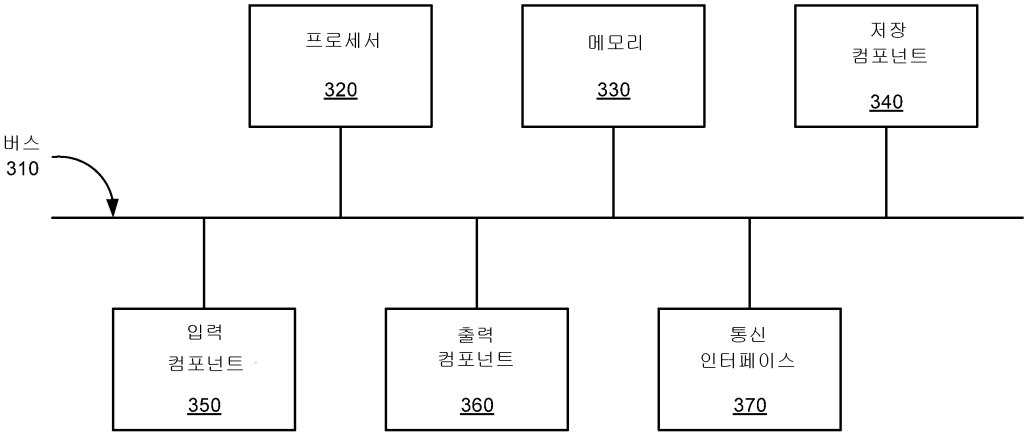 프로세서
320
메모리
330
저장
컴포넌트
340
버스
310
입력
컴포넌트
350
출력
컴포넌트
360
통신
인터페이스
370